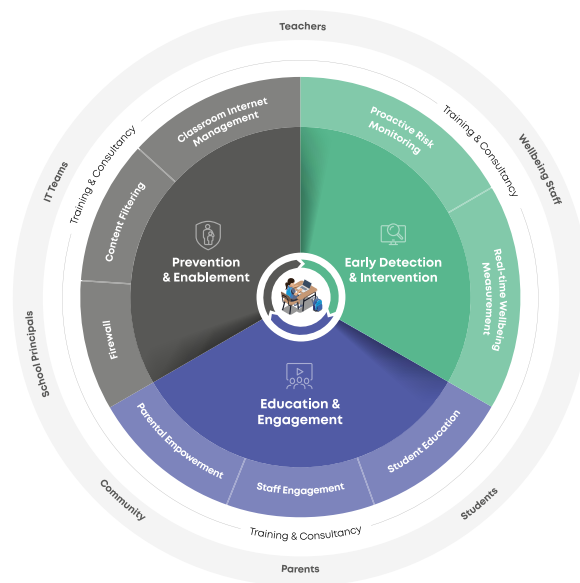 Teachers
Training & Consultancy
Wellbeing Staff
IT Teams
Training & Consultancy
Classroom Internet
Management
Proactive Risk
Monitoring
Content Filtering
Firewall
Prevention
& Enablement
Early Detection
& Intervention
Real-time Wellbeing
Measurement
School Principals
Education &
Engagement
Parental Empowerment
Staff Engagement
Student Education
Community
Training & Consultancy
Students
Parents